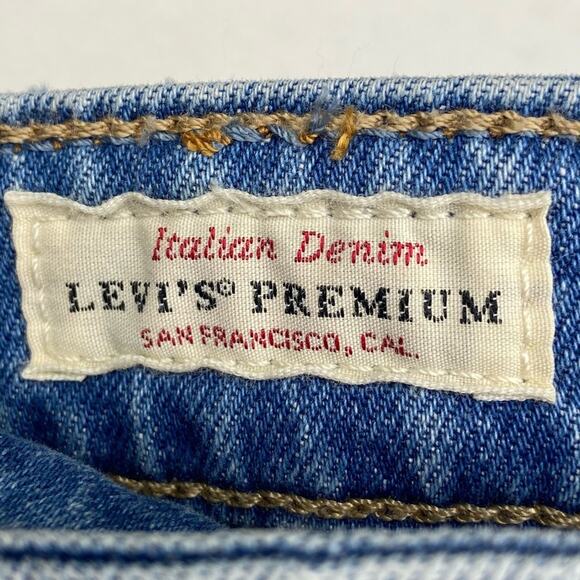 Italian Denim
LEVI'S® PREMIUM
SAN FRANCISCO, CAL.